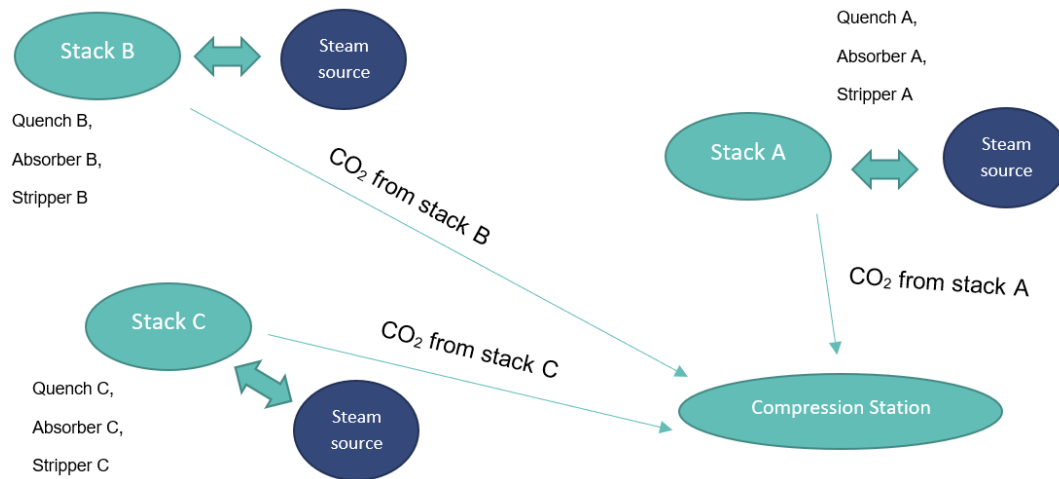 Stack B
Steam
source
Quench B,
Absorber B,
Stripper B
CO₂ from stack B
Quench A,
Absorber A,
Stripper A
Stack A
Steam
source
CO₂ from stack A
Stack C
Quench C,
Absorber C,
Stripper C
Steam
source
CO₂ from stack C
Compression Station